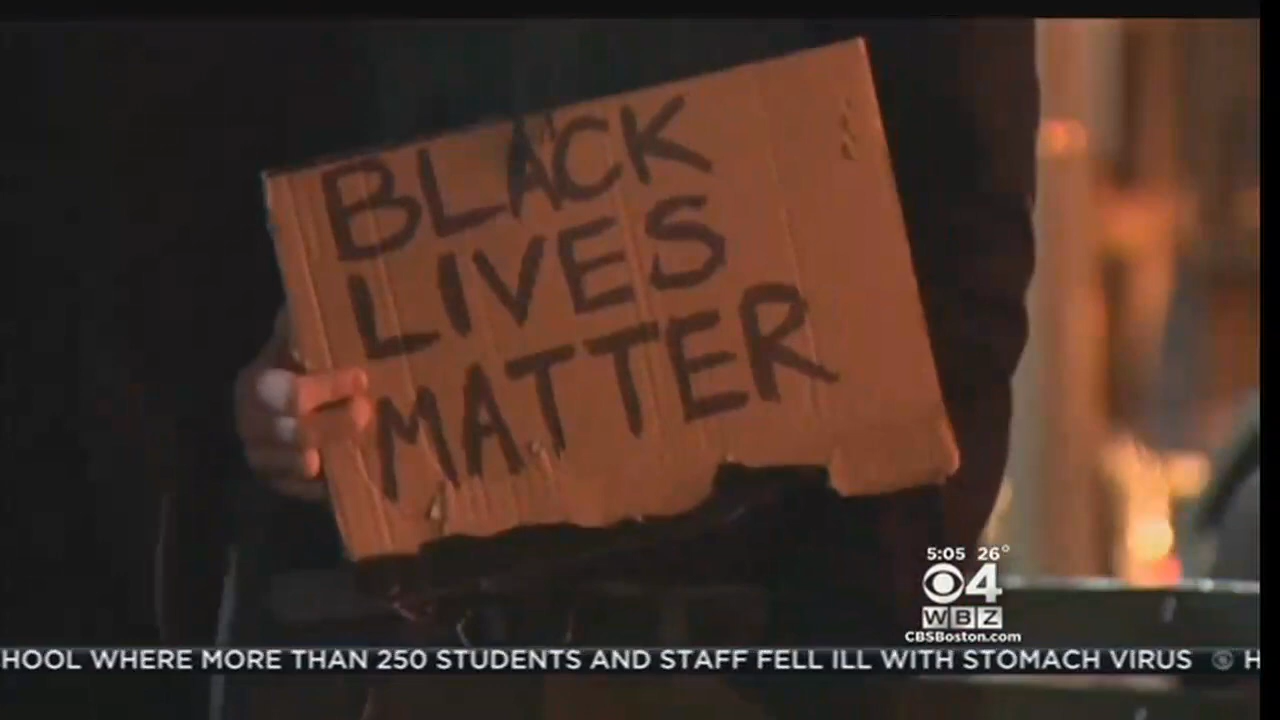 BLACK
LIVES
MATTER
5:05 26°
4
WBZ
CBSBoston.com
HOOL WHERE MORE THAN 250 STUDENTS AND STAFF FELL ILL WITH STOMACH VIRUS H